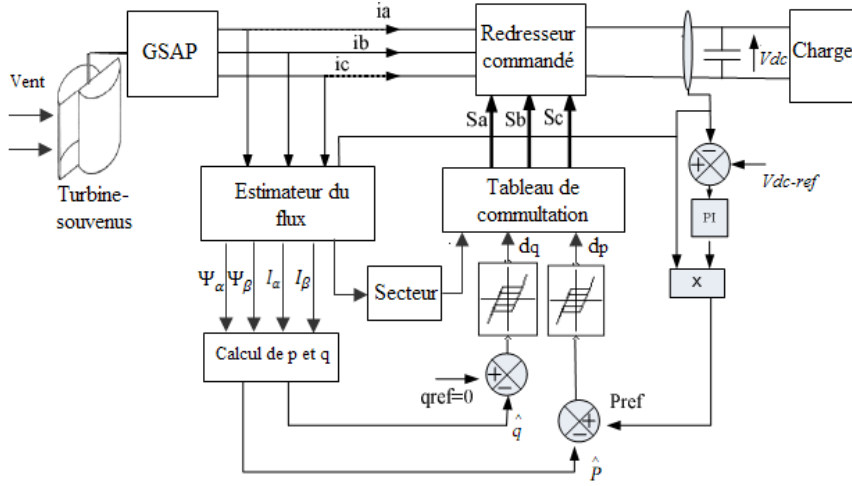 ia
ib
ic
GSAP
Redresseur
commandé
Vdc
Charge
Vent
Turbine-
souvenus
Sa Sb Sc
Estimateur du
flux
Tableau de
commultation
Vdc-ref
PI
x
Ψα Ψβ Iα Iβ
Secteur
dq
dp
Calcul de p et q
qref=0
q̂
Pref
P̂